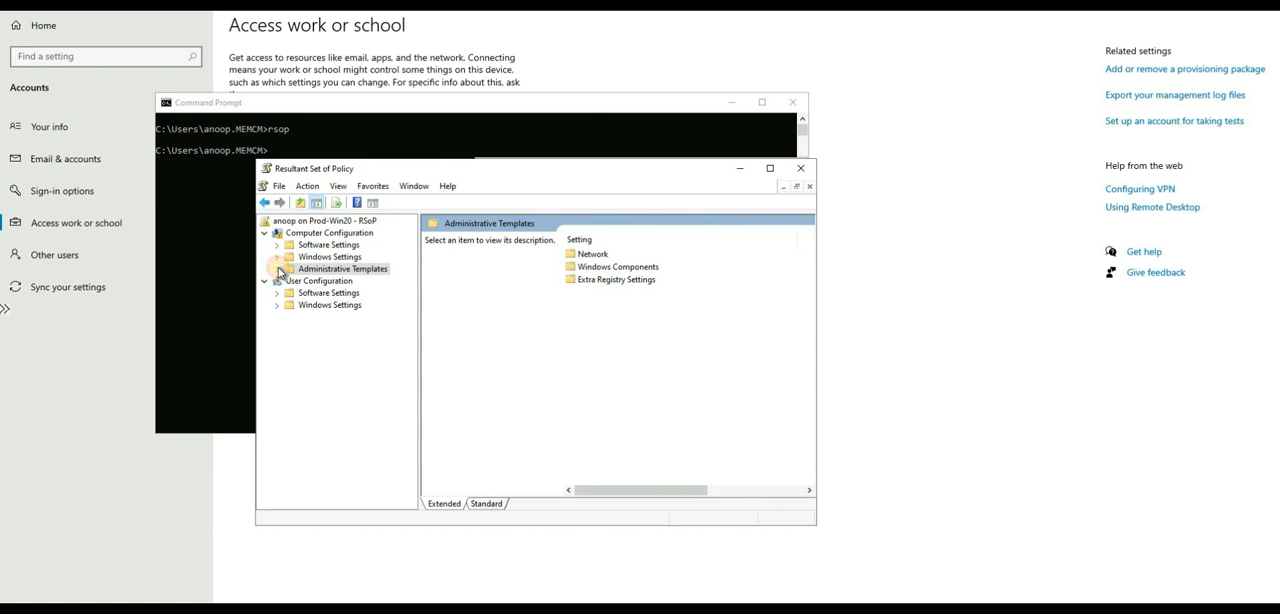 Home
Find a setting
Accounts
Your info
Email & accounts
Sign-in options
Access work or school
Other users
Sync your settings
Access work or school
Get access to resources like email, apps, and the network. Connecting
means your work or school might control some things on this device,
such as which settings you can change. For specific info about this, ask
Command Prompt
C:\Users\anoop.MEMCM>rsop
C:\Users\anoop.MEMCM>
Resultant Set of Policy
File Action View Favorites Window Help
anoop on Prod-Win20 - RSoP
Computer Configuration
Software Settings
Windows Settings
Administrative Templates
User Configuration
Software Settings
Windows Settings
Administrative Templates
Select an item to view its description.
Setting
Network
Windows Components
Extra Registry Settings
Extended Standard
Related settings
Add or remove a provisioning package
Export your management log files
Set up an account for taking tests
Help from the web
Configuring VPN
Using Remote Desktop
Get help
Give feedback